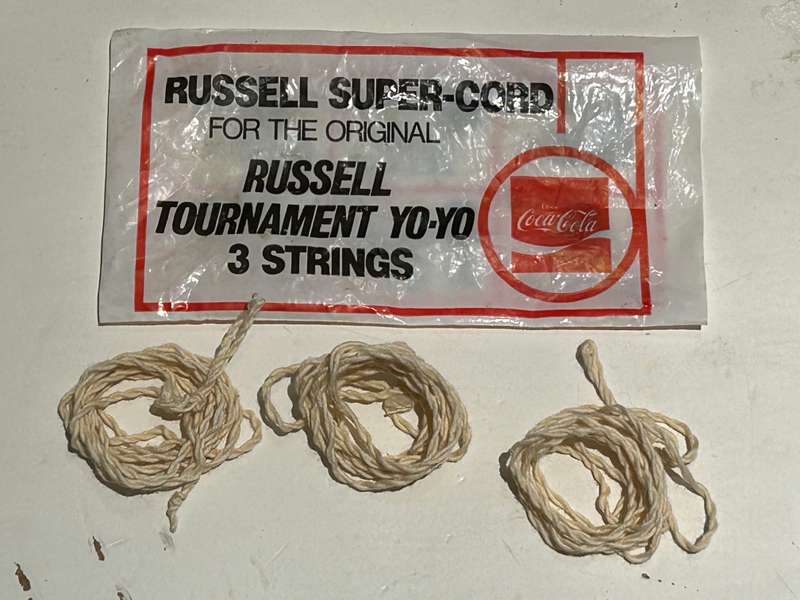 RUSSELL SUPER-CORD
FOR THE ORIGINAL
RUSSELL
TOURNAMENT YO-YO
3 STRINGS
Coca-Cola